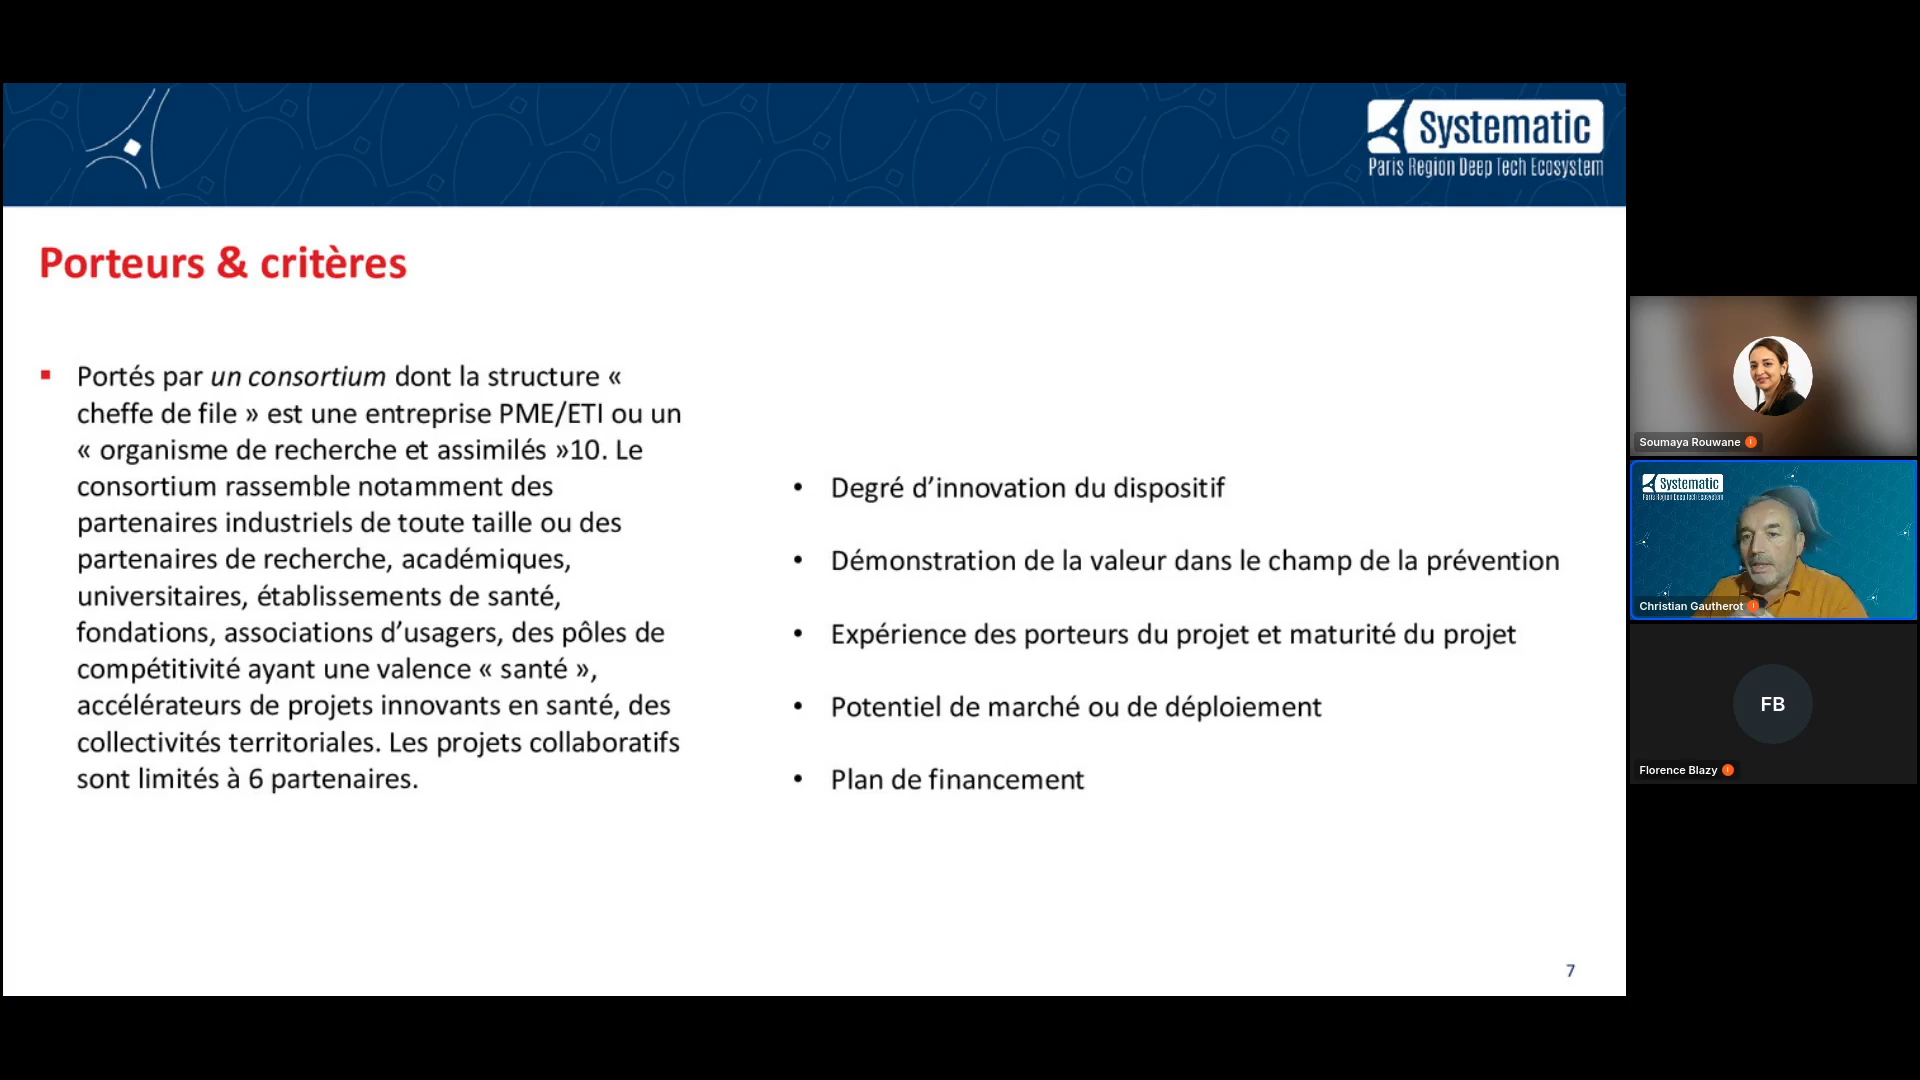 Systematic
Paris Region Deep Tech Ecosystem
Porteurs & critères
▪ Portés par un consortium dont la structure «
cheffe de file » est une entreprise PME/ETI ou un
« organisme de recherche et assimilés »10. Le
consortium rassemble notamment des
partenaires industriels de toute taille ou des
partenaires de recherche, académiques,
universitaires, établissements de santé,
fondations, associations d’usagers, des pôles de
compétitivité ayant une valence « santé »,
accélérateurs de projets innovants en santé, des
collectivités territoriales. Les projets collaboratifs
sont limités à 6 partenaires.
• Degré d’innovation du dispositif
• Démonstration de la valeur dans le champ de la prévention
• Expérience des porteurs du projet et maturité du projet
• Potentiel de marché ou de déploiement
• Plan de financement
7
Soumaya Rouwane
Systematic
Paris Region Deep Tech Ecosystem
Christian Gautherot
FB
Florence Blazy